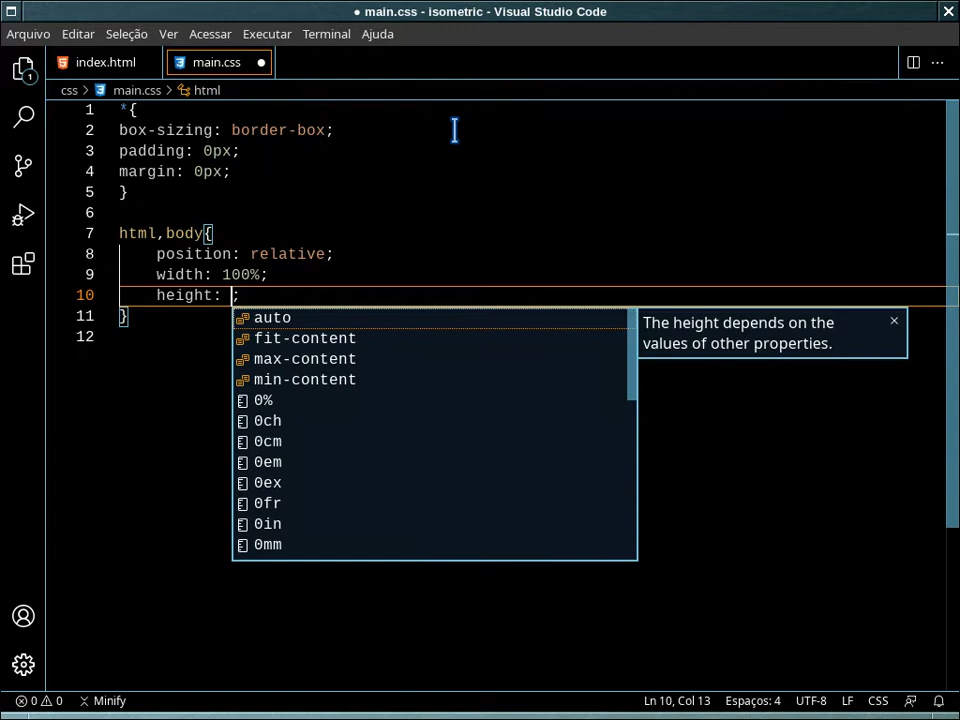 ● main.css - isometric - Visual Studio Code
Arquivo Editar Seleção Ver Acessar Executar Terminal Ajuda
index.html main.css ●
css > main.css > html
1 *{
2 box-sizing: border-box;
3 padding: 0px;
4 margin: 0px;
5 }
6
7 html,body{
8 position: relative;
9 width: 100%;
10 height: ;
11 }
12
auto
fit-content
max-content
min-content
0%
0ch
0cm
0em
0ex
0fr
0in
0mm
The height depends on the
values of other properties.
1
0 0 Minify Ln 10, Col 13 Espaços: 4 UTF-8 LF CSS